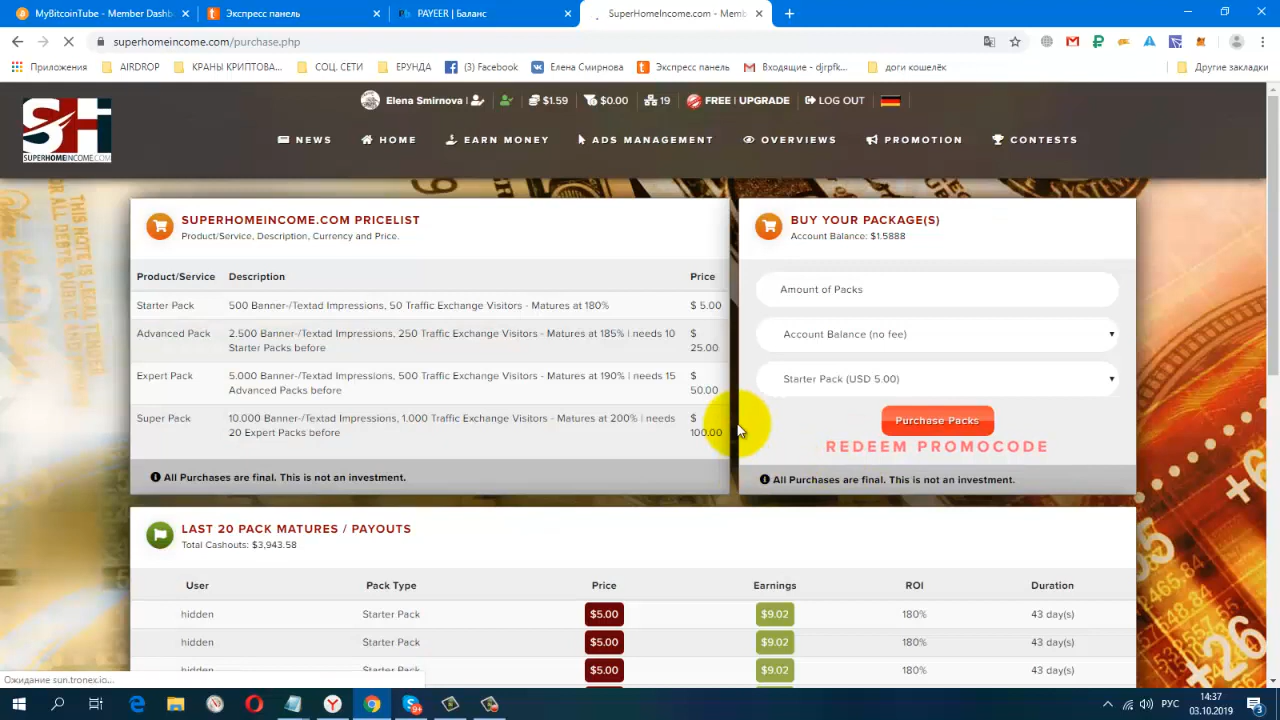 MyBitcoinTube - Member Dashb
Экспресс панель
PAYEER | Баланс
SuperHomeIncome.com - Memb
superhomeincome.com/purchase.php
Приложения
AIRDROP
КРАНЫ КРИПТОВА...
СОЦ. СЕТИ
ЕРУНДА
(3) Facebook
Елена Смирнова
Экспресс панель
Входящие - djrpfk...
доги кошелёк
Другие закладки
SHi
SUPERHOMEINCOME.COM
Elena Smirnova
$1.59
$0.00
19
FREE | UPGRADE
LOG OUT
NEWS
HOME
EARN MONEY
ADS MANAGEMENT
OVERVIEWS
PROMOTION
CONTESTS
SUPERHOMEINCOME.COM PRICELIST
Product/Service, Description, Currency and Price.
Product/Service Description Price
Starter Pack 500 Banner-/Textad Impressions, 50 Traffic Exchange Visitors - Matures at 180% $ 5.00
Advanced Pack 2.500 Banner-/Textad Impressions, 250 Traffic Exchange Visitors - Matures at 185% | needs 10 $
Starter Packs before 25.00
Expert Pack 5.000 Banner-/Textad Impressions, 500 Traffic Exchange Visitors - Matures at 190% | needs 15 $
Advanced Packs before 50.00
Super Pack 10.000 Banner-/Textad Impressions, 1.000 Traffic Exchange Visitors - Matures at 200% | needs $
20 Expert Packs before 100.00
All Purchases are final. This is not an investment.
BUY YOUR PACKAGE(S)
Account Balance: $1.5888
Amount of Packs
Account Balance (no fee)
Starter Pack (USD 5.00)
Purchase Packs
REDEEM PROMOCODE
All Purchases are final. This is not an investment.
LAST 20 PACK MATURES / PAYOUTS
Total Cashouts: $3,943.58
User Pack Type Price Earnings ROI Duration
hidden Starter Pack $5.00 $9.02 180% 43 day(s)
hidden Starter Pack $5.00 $9.02 180% 43 day(s)
hidden Starter Pack $5.00 $9.02 180% 43 day(s)
Ожидание sun.tronex.io...
РУС
14:37
03.10.2019